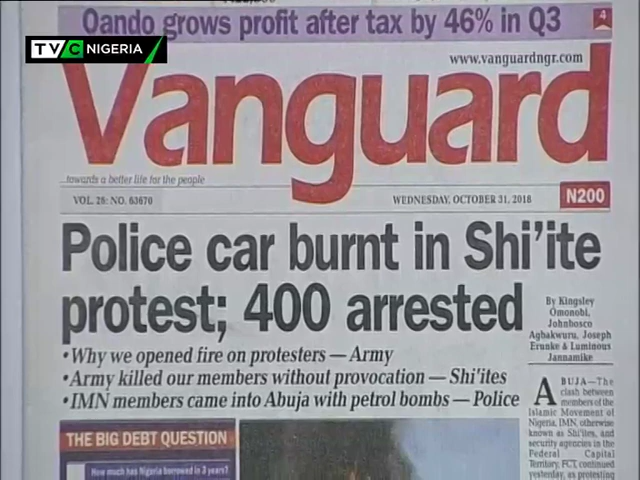 Oando grows profit after tax by 46% in Q3
4
TVC NIGERIA
www.vanguardngr.com
Vanguard
...towards a better life for the people
VOL. 26: NO. 63670
WEDNESDAY, OCTOBER 31, 2018
N200
Police car burnt in Shi'ite
protest; 400 arrested
•Why we opened fire on protesters — Army
•Army killed our members without provocation — Shi'ites
•IMN members came into Abuja with petrol bombs — Police
By Kingsley
Omonobi,
Johnbosco
Agbakwuru, Joseph
Erunke & Luminous
Jannamike
ABUJA—The
clash between
members of the
Islamic Movement of
Nigeria, IMN, otherwise
known as Shi'ites, and
security agencies in the
Federal Capital
Territory, FCT, continued
yesterday, as protesting
THE BIG DEBT QUESTION
How much has Nigeria borrowed in 3 years?